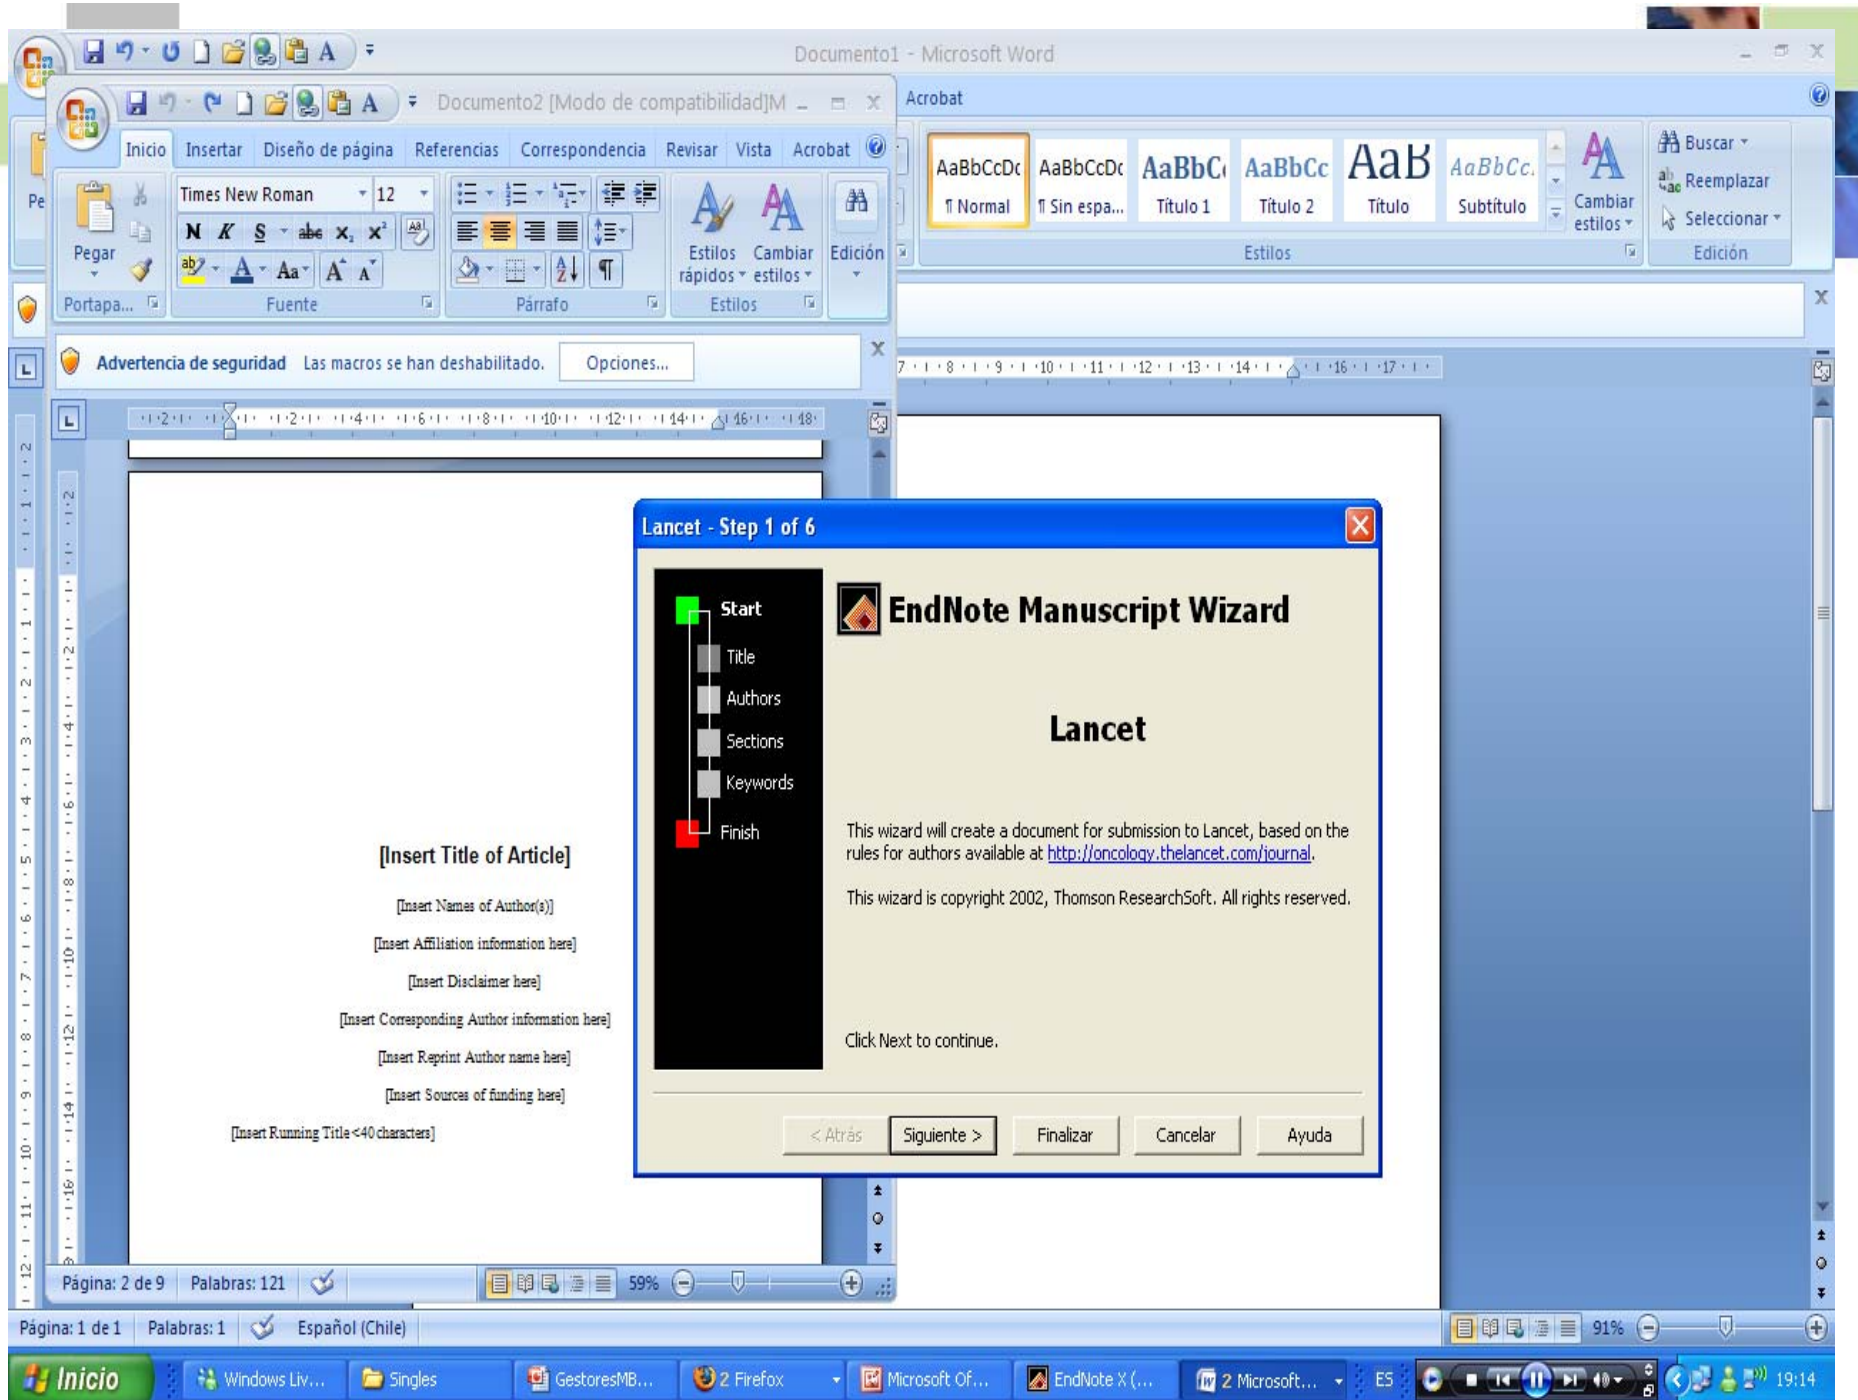 Documento1 - Microsoft Word
Documento2 [Modo de compatibilidad]M
Acrobat
Inicio Insertar Diseño de página Referencias Correspondencia Revisar Vista Acrobat
Times New Roman 12
N K S abe x₂ x²
ab A Aa A A
Pegar
Estilos rápidos
Cambiar estilos
Edición
Portapa... Fuente Párrafo Estilos
AaBbCcDc AaBbCcDc AaBbC AaBbCc AaB AaBbCc.
¶ Normal ¶ Sin espa... Título 1 Título 2 Título Subtítulo
Cambiar estilos
Buscar
Reemplazar
Seleccionar
Estilos Edición
Pe
Advertencia de seguridad Las macros se han deshabilitado. Opciones...
[Insert Title of Article]
[Insert Names of Author(s)]
[Insert Affiliation information here]
[Insert Disclaimer here]
[Insert Corresponding Author information here]
[Insert Reprint Author name here]
[Insert Sources of funding here]
[Insert Running Title <40 characters]
Lancet - Step 1 of 6
Start
Title
Authors
Sections
Keywords
Finish
EndNote Manuscript Wizard
Lancet
This wizard will create a document for submission to Lancet, based on the
rules for authors available at http://oncology.thelancet.com/journal.
This wizard is copyright 2002, Thomson ResearchSoft. All rights reserved.
Click Next to continue.
< Atrás Siguiente > Finalizar Cancelar Ayuda
Página: 2 de 9 Palabras: 121 59%
Página: 1 de 1 Palabras: 1 Español (Chile) 91%
Inicio Windows Liv... Singles GestoresMB... 2 Firefox Microsoft Of... EndNote X (... 2 Microsoft... ES 19:14